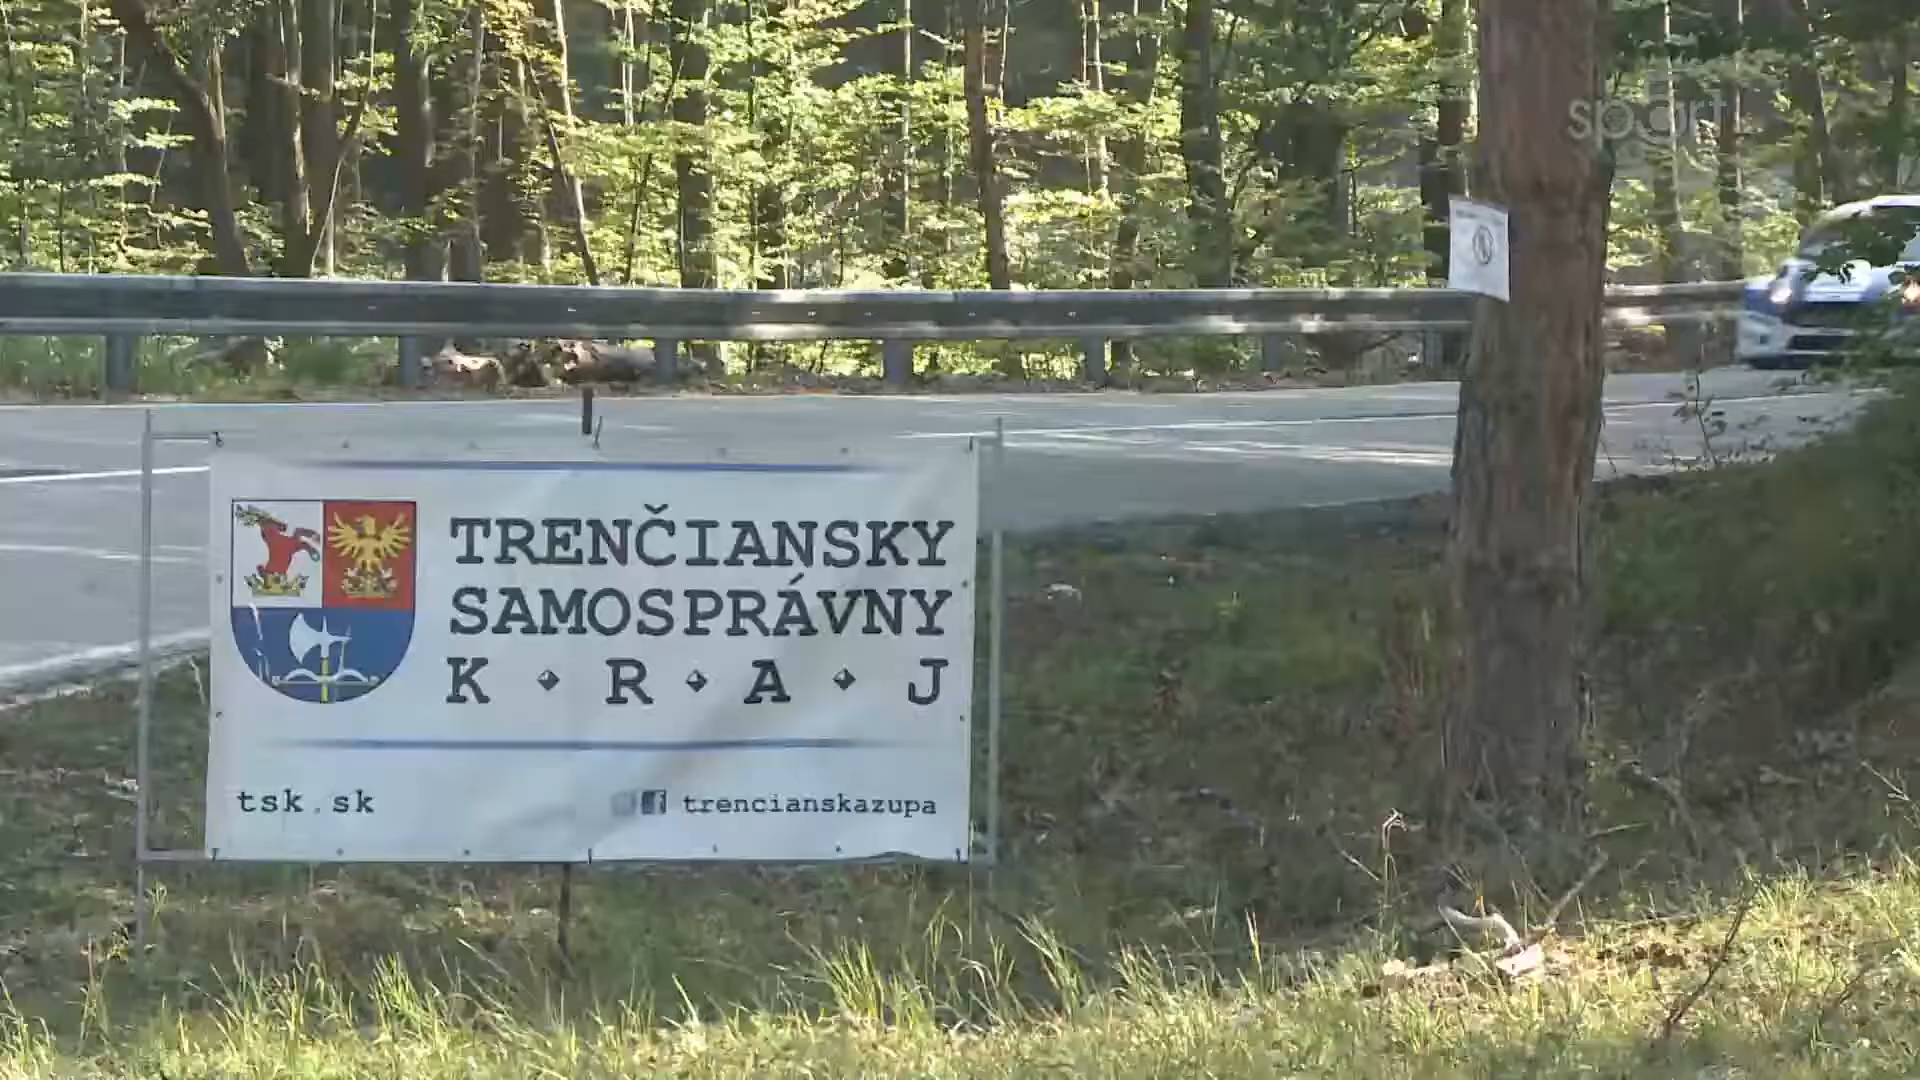 sport
TRENČIANSKY
SAMOSPRÁVNY
K • R • A • J
tsk.sk
trencianskazupa